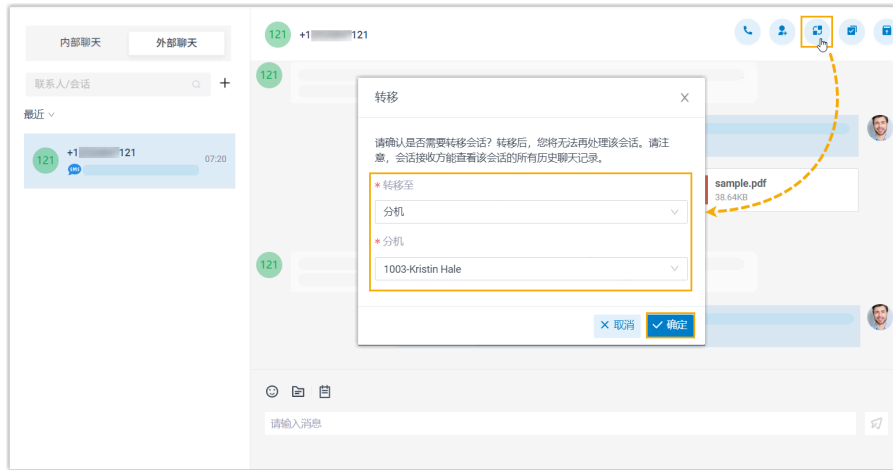 内部聊天
外部聊天
联系人/会话
+
最近
121
+1 121
SMS
07:20
121
+1 121
121
sample.pdf
38.64KB
转移
请确认是否需要转移会话?转移后,您将无法再处理该会话。请注
意,会话接收方能查看该会话的所有历史聊天记录。
* 转移至
分机
* 分机
1003-Kristin Hale
取消
确定
121
请输入消息